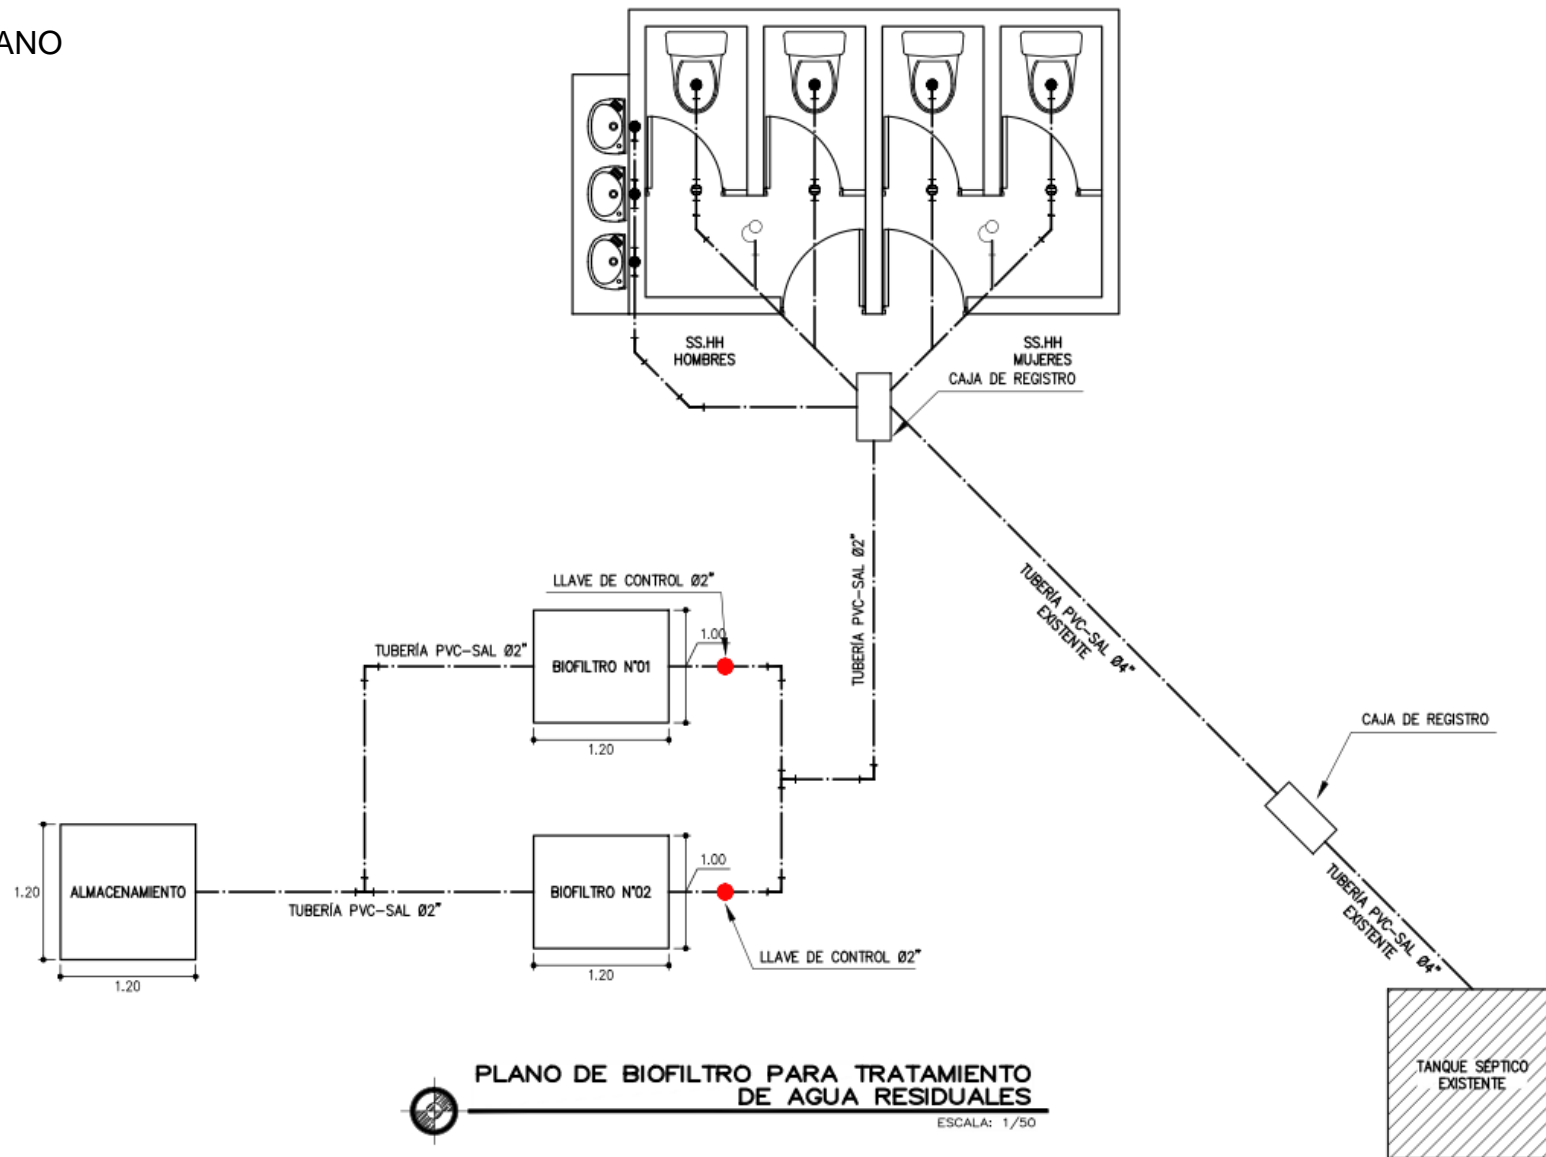 ANO
SS.HH
HOMBRES
SS.HH
MUJERES
CAJA DE REGISTRO
TUBERÍA PVC-SAL Ø2"
TUBERÍA PVC-SAL Ø4"
EXISTENTE
LLAVE DE CONTROL Ø2"
1.00
TUBERÍA PVC-SAL Ø2"
BIOFILTRO N°01
1.20
CAJA DE REGISTRO
1.20
ALMACENAMIENTO
1.20
TUBERÍA PVC-SAL Ø2"
BIOFILTRO N°02
1.00
1.20
LLAVE DE CONTROL Ø2"
TUBERÍA PVC-SAL Ø4"
EXISTENTE
TANQUE SÉPTICO
EXISTENTE
PLANO DE BIOFILTRO PARA TRATAMIENTO
DE AGUA RESIDUALES
ESCALA: 1/50